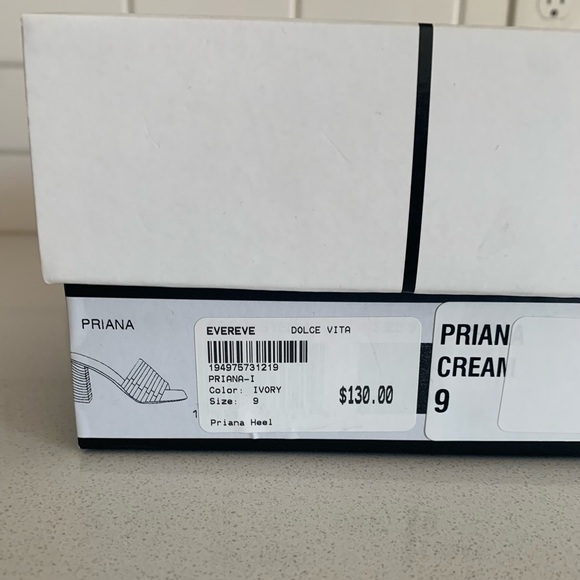 PRIANA
EVEREVE DOLCE VITA
194975731219
PRIANA-I
Color: IVORY
Size: 9
$130.00
Priana Heel
PRIANA
CREAM
9